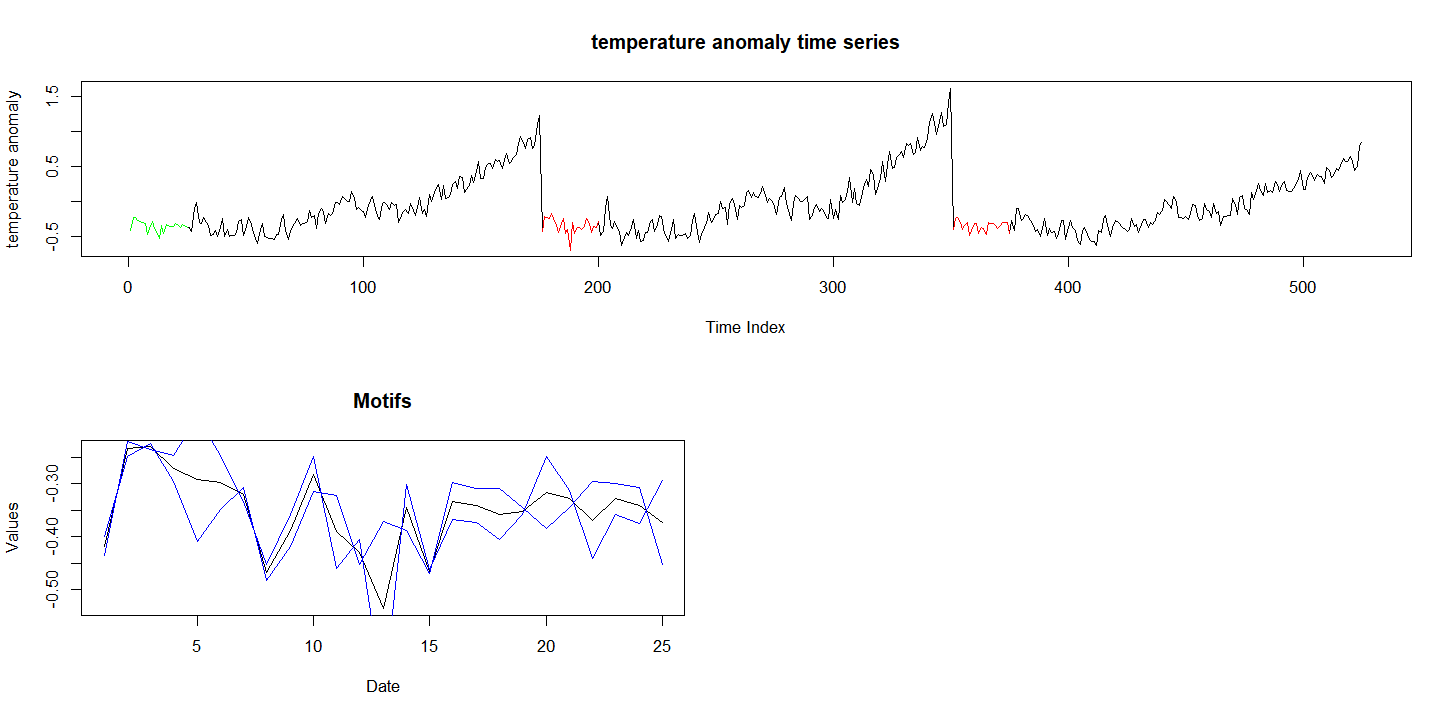 temperature anomaly time series
temperature anomaly
1.5
0.5
-0.5
0 100 200 300 400 500
Time Index
Motifs
Values
-0.30
-0.40
-0.50
5 10 15 20 25
Date